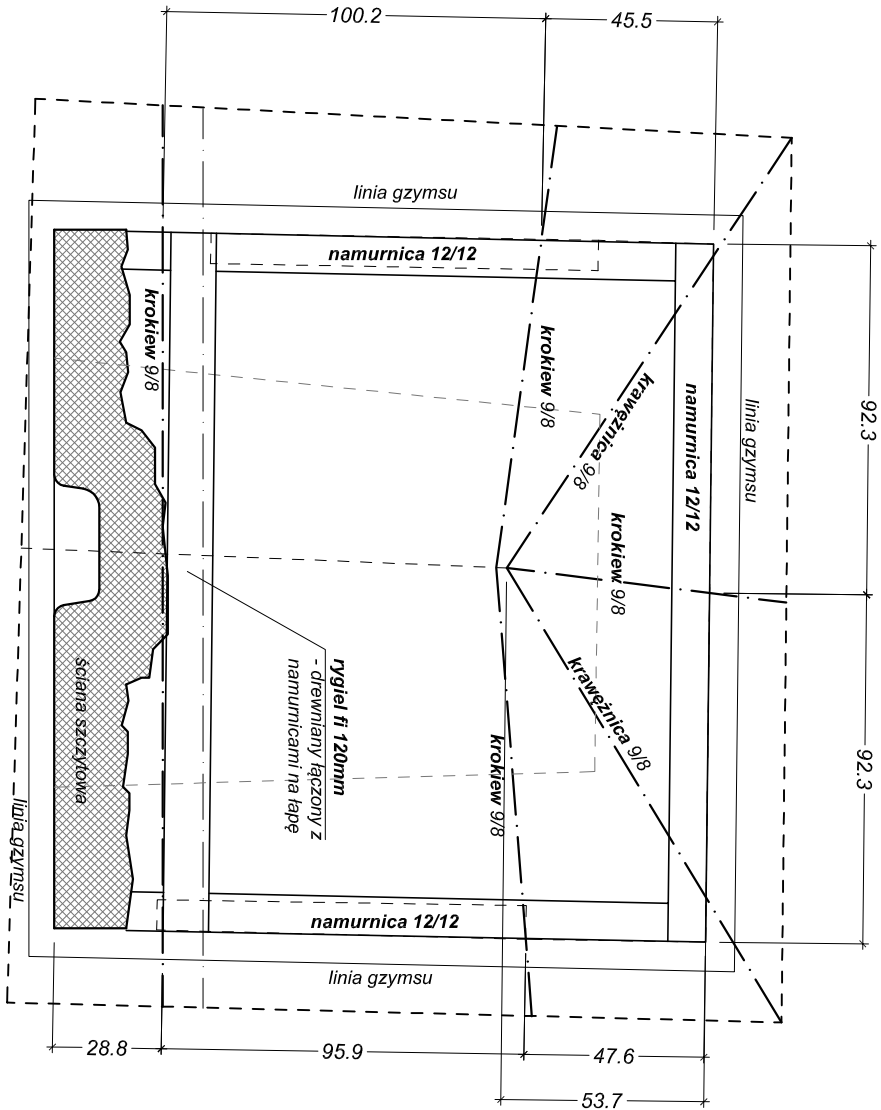 100.2
45.5
linia gzymsu
namurnica 12/12
krokiew 9/8
krokiew 9/8
krawężnica 9/8
namurnica 12/12
linia gzymsu
92.3
krokiew 9/8
rygiel fi 120mm
- drewniany łączony z
namurnicami na łapę
ściana szczytowa
krokiew 9/8
krawężnica 9/8
92.3
linia gzymsu
namurnica 12/12
linia gzymsu
28.8
95.9
47.6
53.7